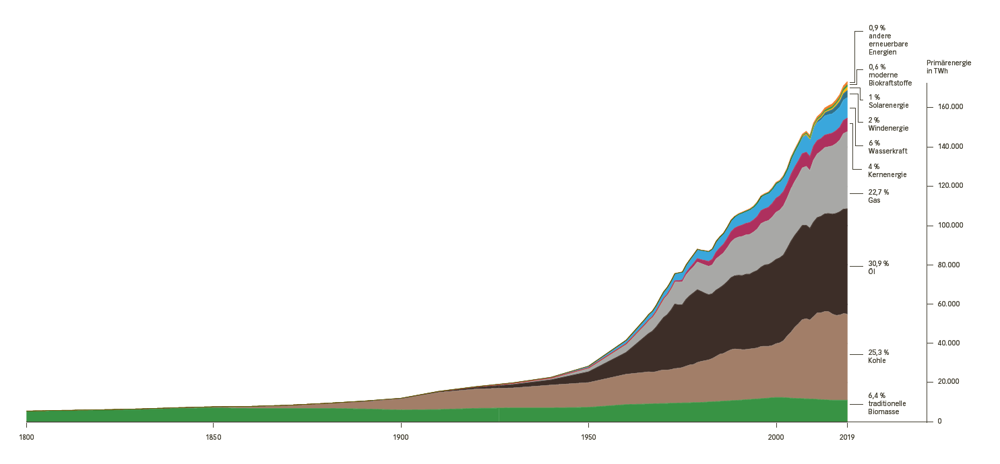 0,9 %
andere
erneuerbare
Energien
0,6 %
moderne
Biokraftstoffe
1 %
Solarenergie
2 %
Windenergie
6 %
Wasserkraft
4 %
Kernenergie
22,7 %
Gas
30,9 %
Öl
25,3 %
Kohle
6,4 %
traditionelle
Biomasse
Primärenergie
in TWh
160.000
140.000
120.000
100.000
80.000
60.000
40.000
20.000
0
1800
1850
1900
1950
2000
2019